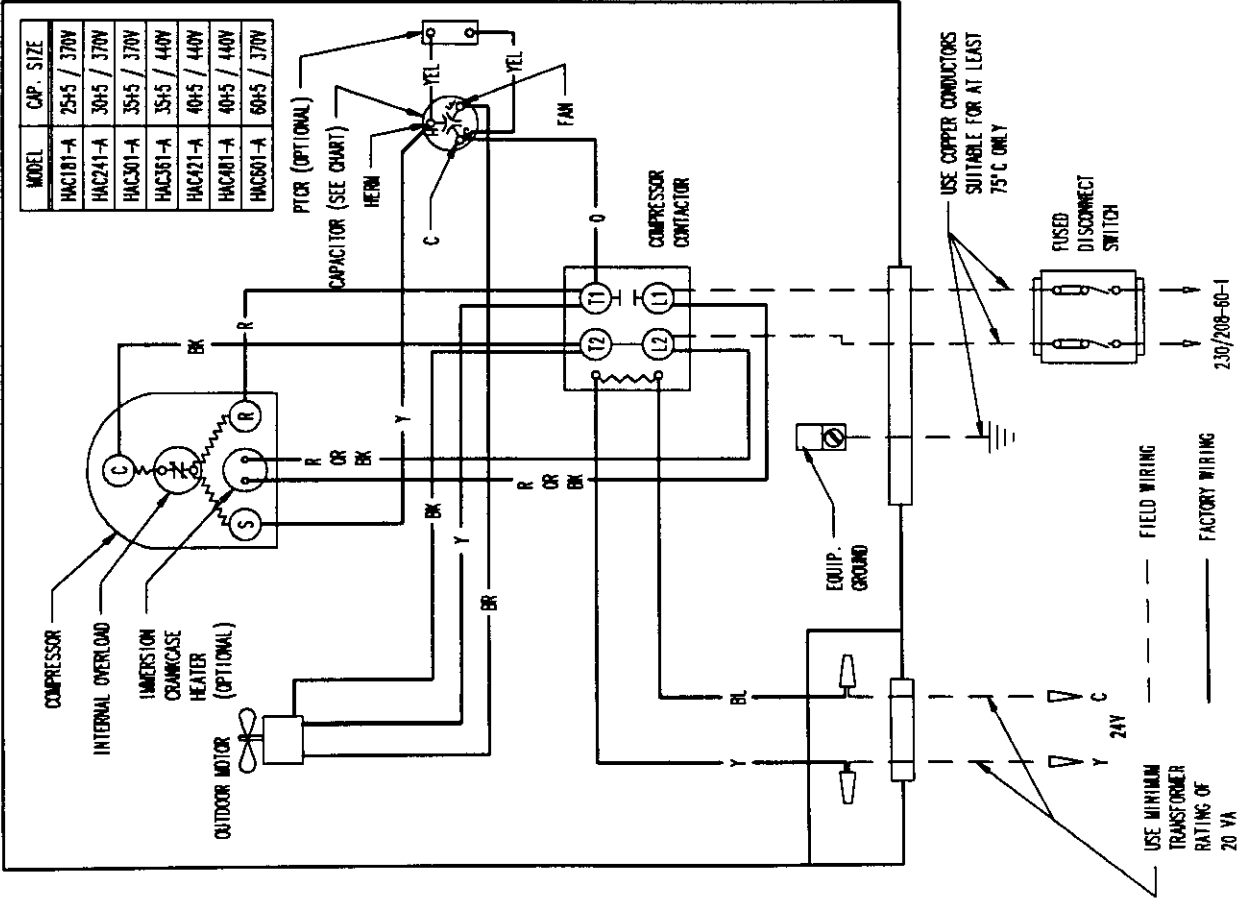 MODEL CAP. SIZE
HAC181-A 25+5 / 370V
HAC241-A 30+5 / 370V
HAC301-A 35+5 / 370V
HAC361-A 35+5 / 440V
HAC421-A 40+5 / 440V
HAC481-A 40+5 / 440V
HAC601-A 60+5 / 370V
COMPRESSOR
INTERNAL OVERLOAD
IMMERSION
CRANKCASE
HEATER
(OPTIONAL)
OUTDOOR MOTOR
C
S
R
BK
R
Y
R OR BK
R OR BK
BK
Y
BR
PTCR (OPTIONAL)
CAPACITOR (SEE CHART)
HERM
C
FAN
YEL
YEL
O
COMPRESSOR
CONTACTOR
T1
L1
T2
L2
EQUIP.
GROUND
USE COPPER CONDUCTORS
SUITABLE FOR AT LEAST
75°C ONLY
FUSED
DISCONNECT
SWITCH
230/208-60-1
Y
BL
Y
C
24V
USE MINIMUM
TRANSFORMER
RATING OF
20 VA
FIELD WIRING
FACTORY WIRING